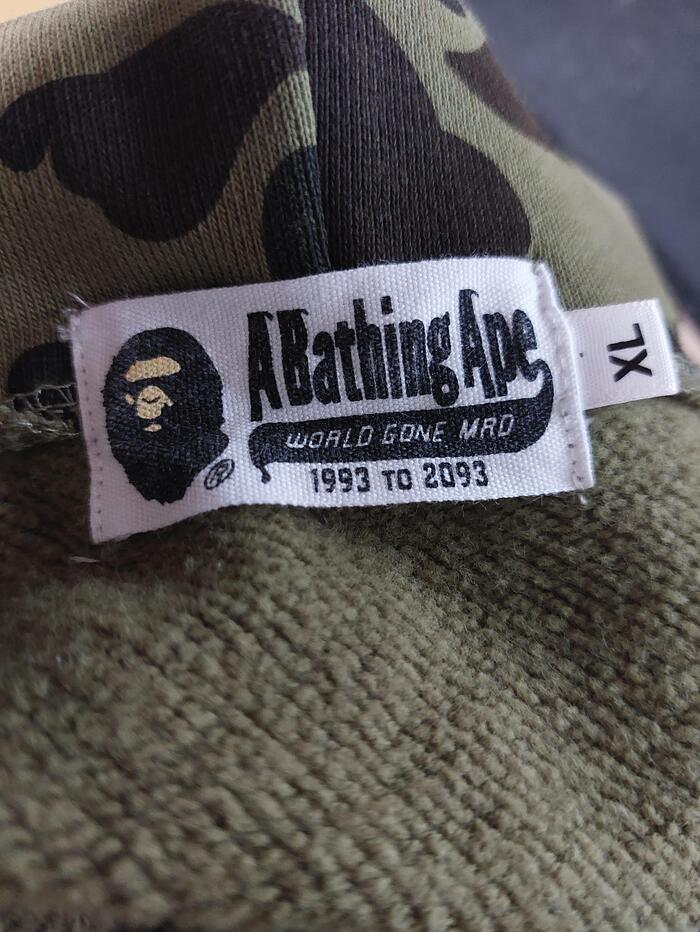 A Bathing Ape
WORLD GONE MAD
1993 TO 2093
®
XL